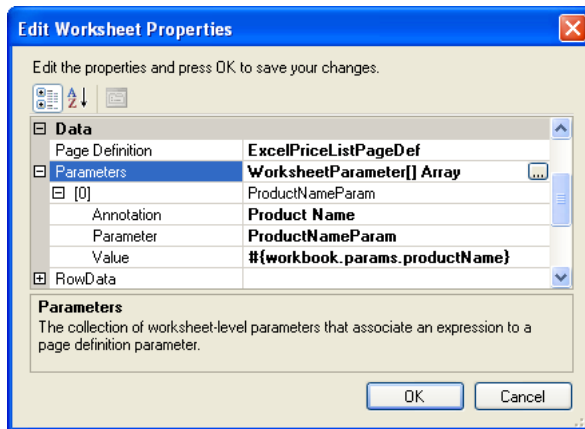 Edit Worksheet Properties
Edit the properties and press OK to save your changes.
Data
Page Definition ExcelPriceListPageDef
Parameters WorksheetParameter[] Array ...
[0] ProductNameParam
Annotation Product Name
Parameter ProductNameParam
Value #{workbook.params.productName}
RowData
Parameters
The collection of worksheet-level parameters that associate an expression to a
page definition parameter.
OK Cancel